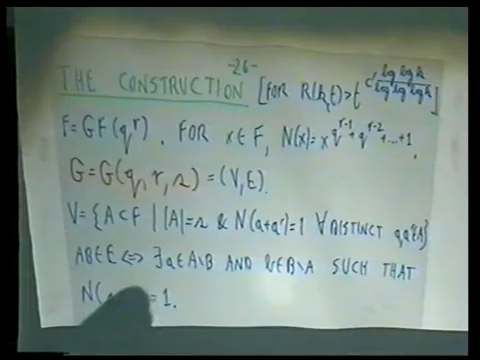 -26-
THE CONSTRUCTION [FOR R(k,t)>t^{c' \frac{log log k}{log log log k}}]
F=GF(q^r). FOR x∈F, N(x)=x^{q^{r-1}+q^{r-2}+...+1}.
G=G(q,r,s)=(V,E).
V={A⊂F | |A|=s & N(a+a')=1 ∀ DISTINCT a,a'∈A}
AB∈E <=> ∃ a∈A\B AND b∈B\A SUCH THAT
N( =1.